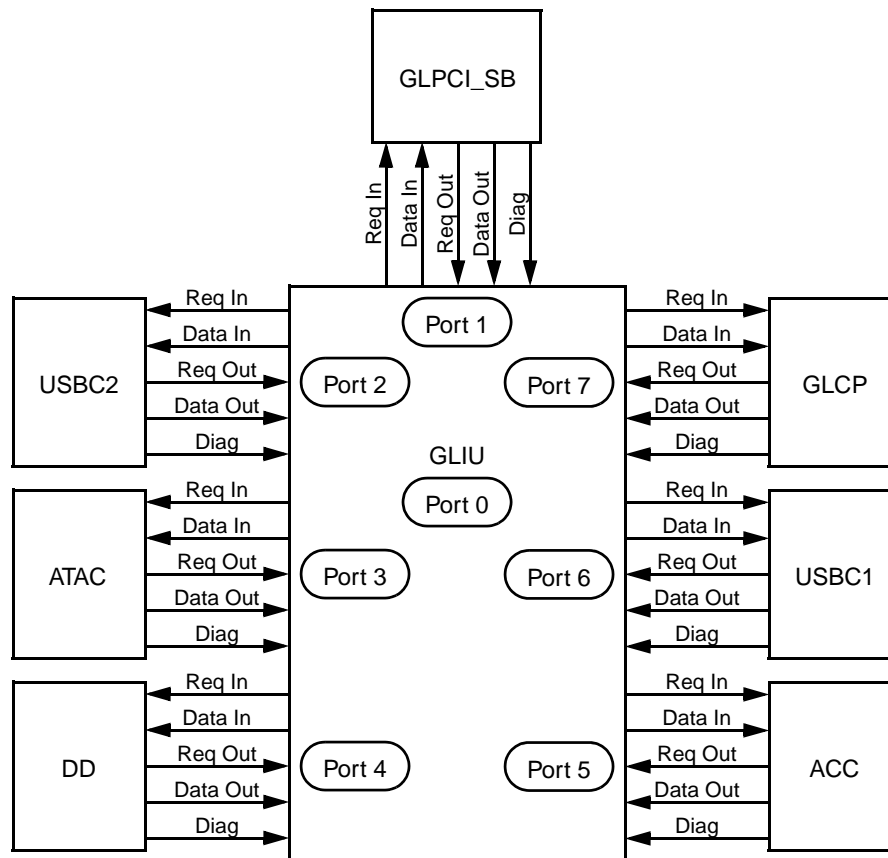 GLPCI_SB
Req In
Data In
Req Out
Data Out
Diag
USBC2
Req In
Data In
Req Out
Data Out
Diag
Port 1
Port 2
Port 7
Req In
Data In
Req Out
Data Out
Diag
GLCP
GLIU
Port 0
ATAC
Req In
Data In
Req Out
Data Out
Diag
Port 3
Port 6
Req In
Data In
Req Out
Data Out
Diag
USBC1
DD
Req In
Data In
Req Out
Data Out
Diag
Port 4
Port 5
Req In
Data In
Req Out
Data Out
Diag
ACC